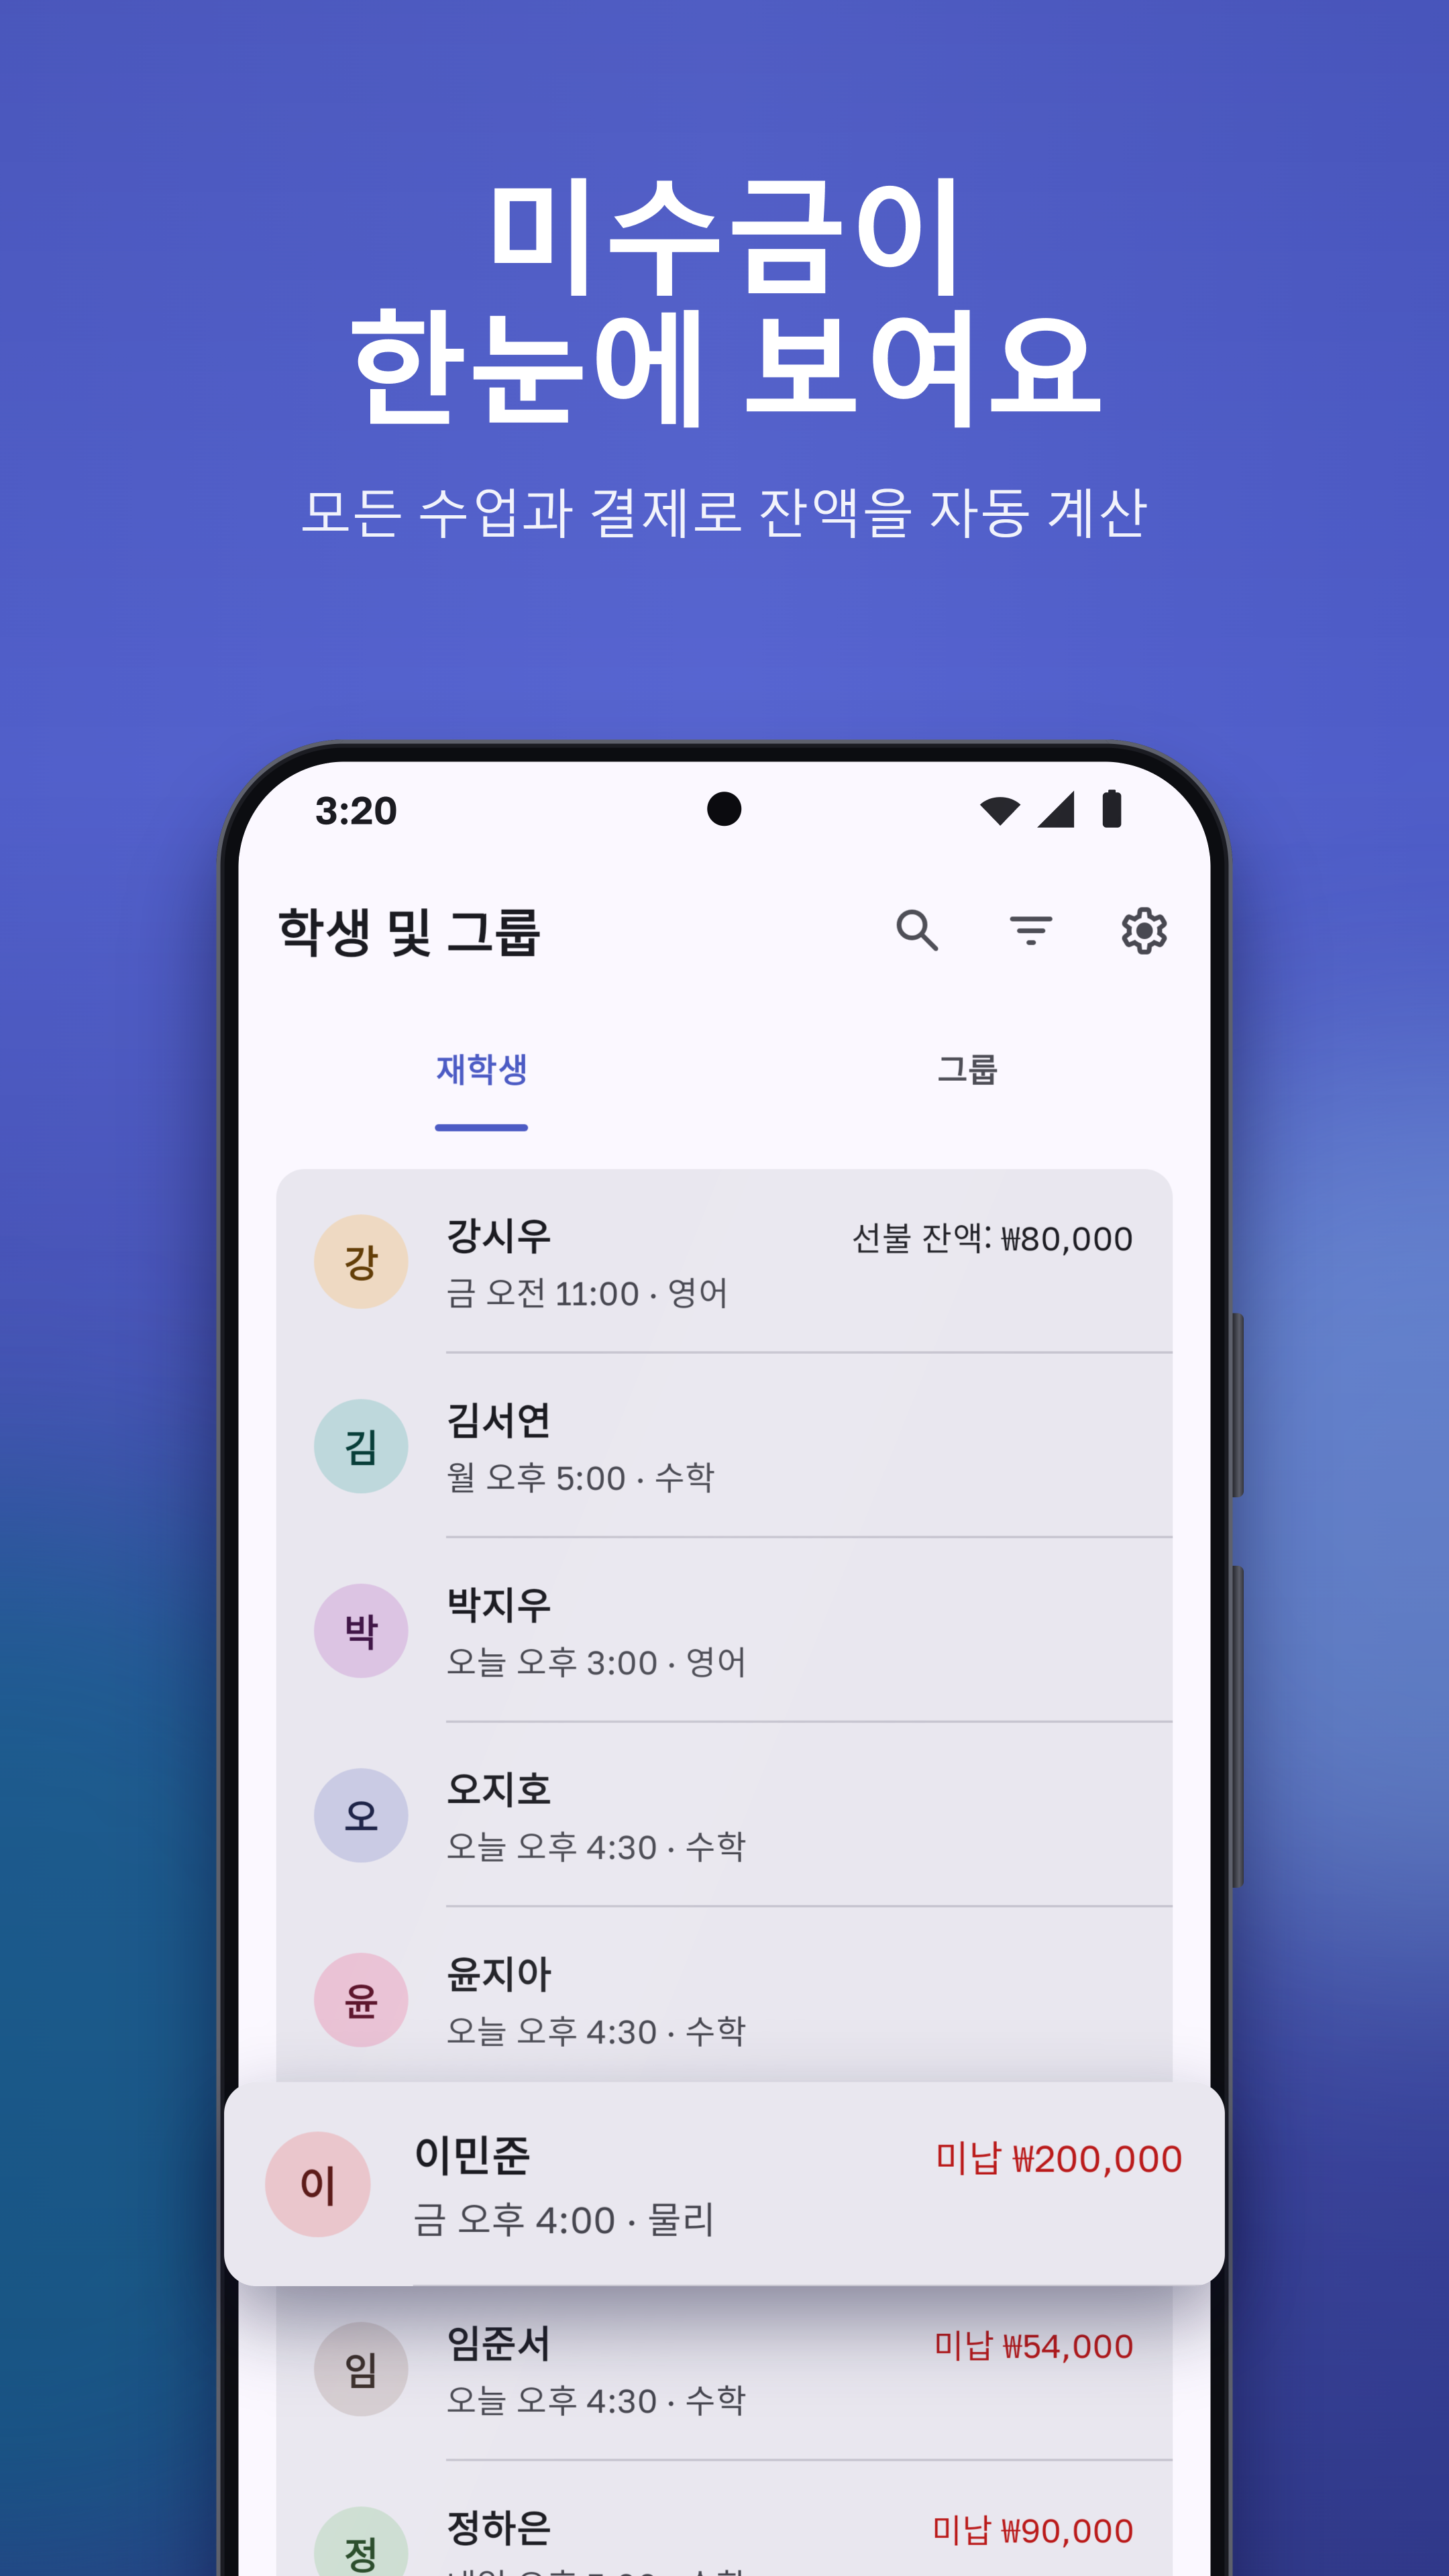 미수금이
한눈에 보여요
모든 수업과 결제로 잔액을 자동 계산
3:20
학생 및 그룹
재학생
그룹
강
강시우
선불 잔액: ₩80,000
금 오전 11:00 · 영어
김
김서연
월 오후 5:00 · 수학
박
박지우
오늘 오후 3:00 · 영어
오
오지호
오늘 오후 4:30 · 수학
윤
윤지아
오늘 오후 4:30 · 수학
이
이민준
미납 ₩200,000
금 오후 4:00 · 물리
임
임준서
미납 ₩54,000
오늘 오후 4:30 · 수학
정
정하은
미납 ₩90,000